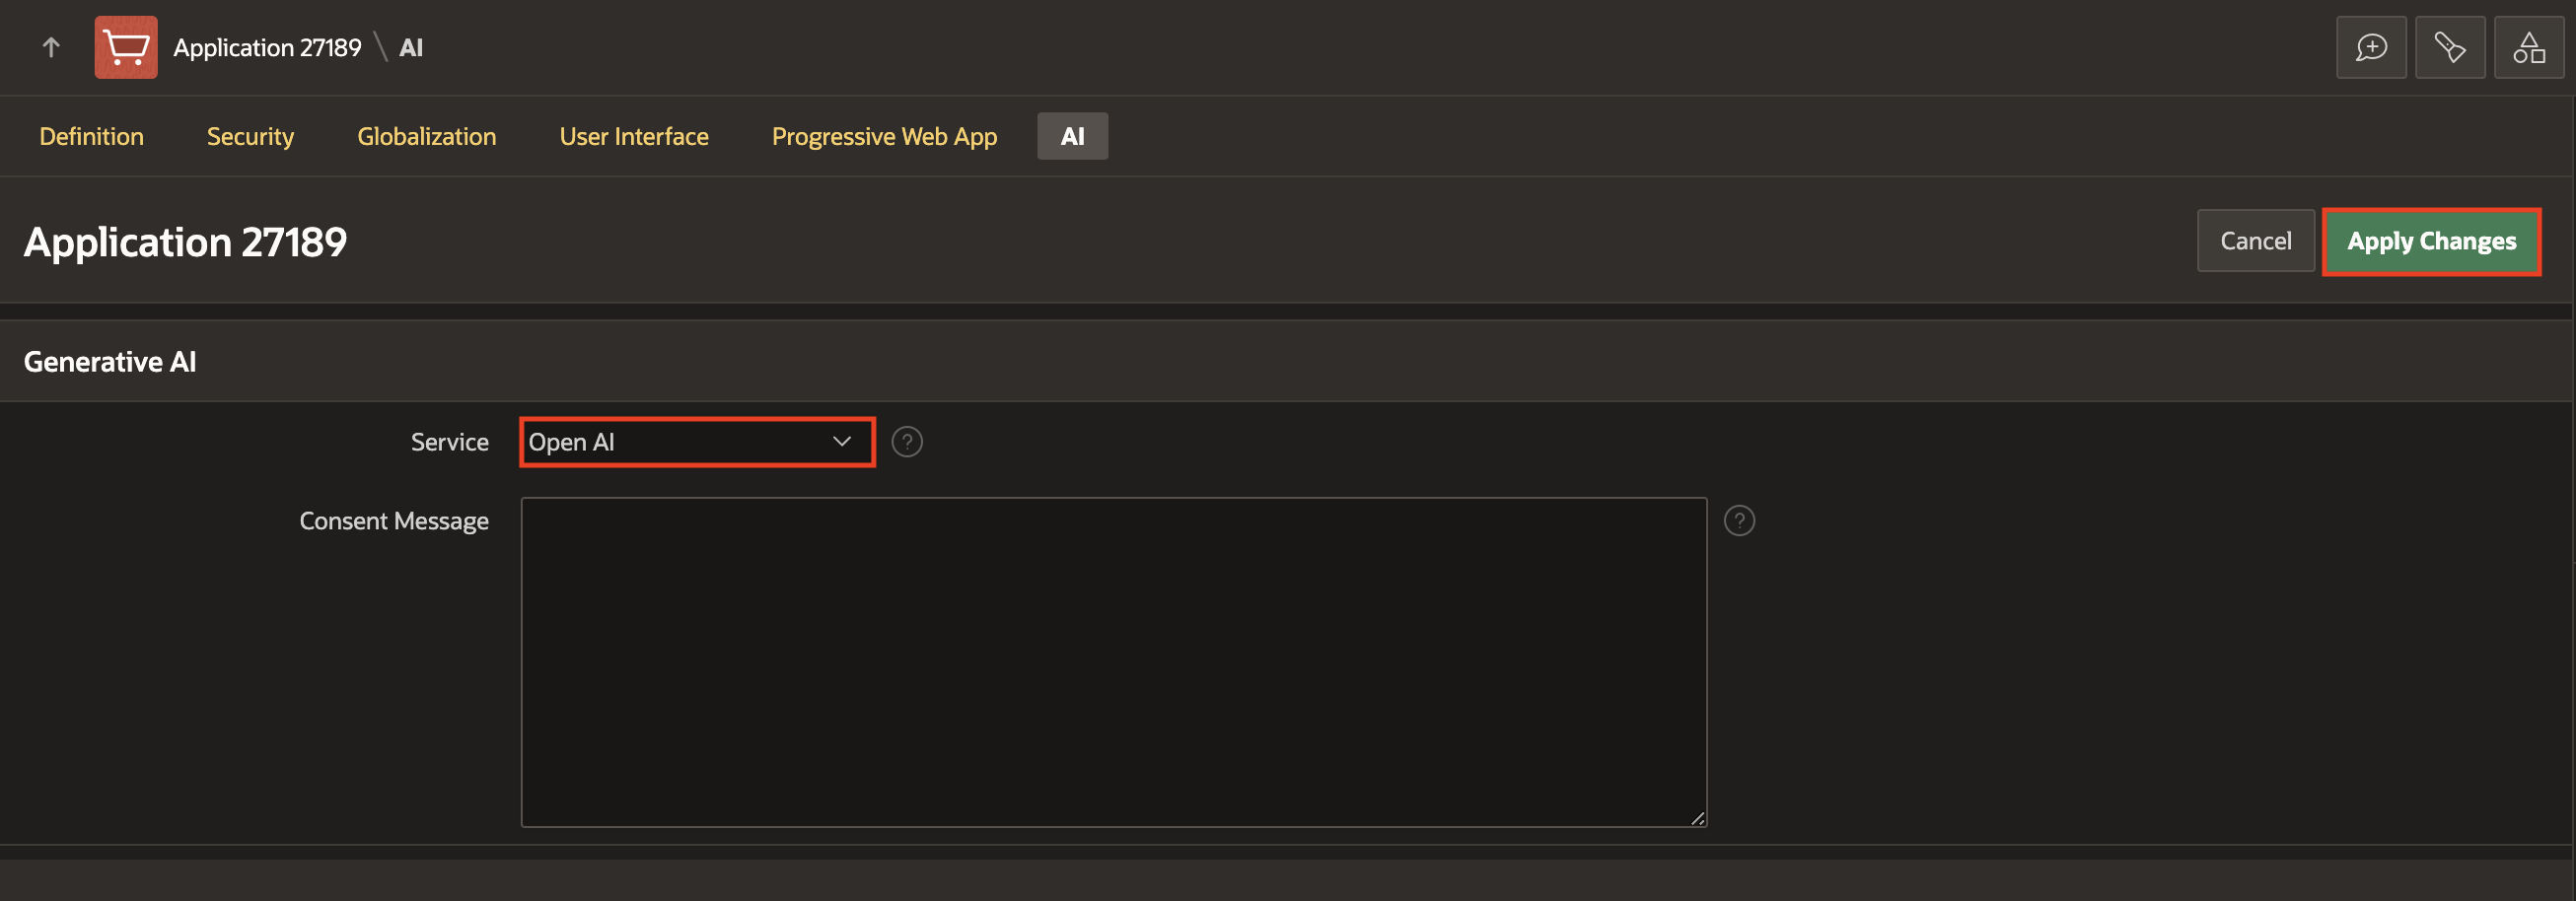 Application 27189 \ AI
Definition Security Globalization User Interface Progressive Web App AI
Application 27189
Cancel Apply Changes
Generative AI
Service Open AI ?
Consent Message ?